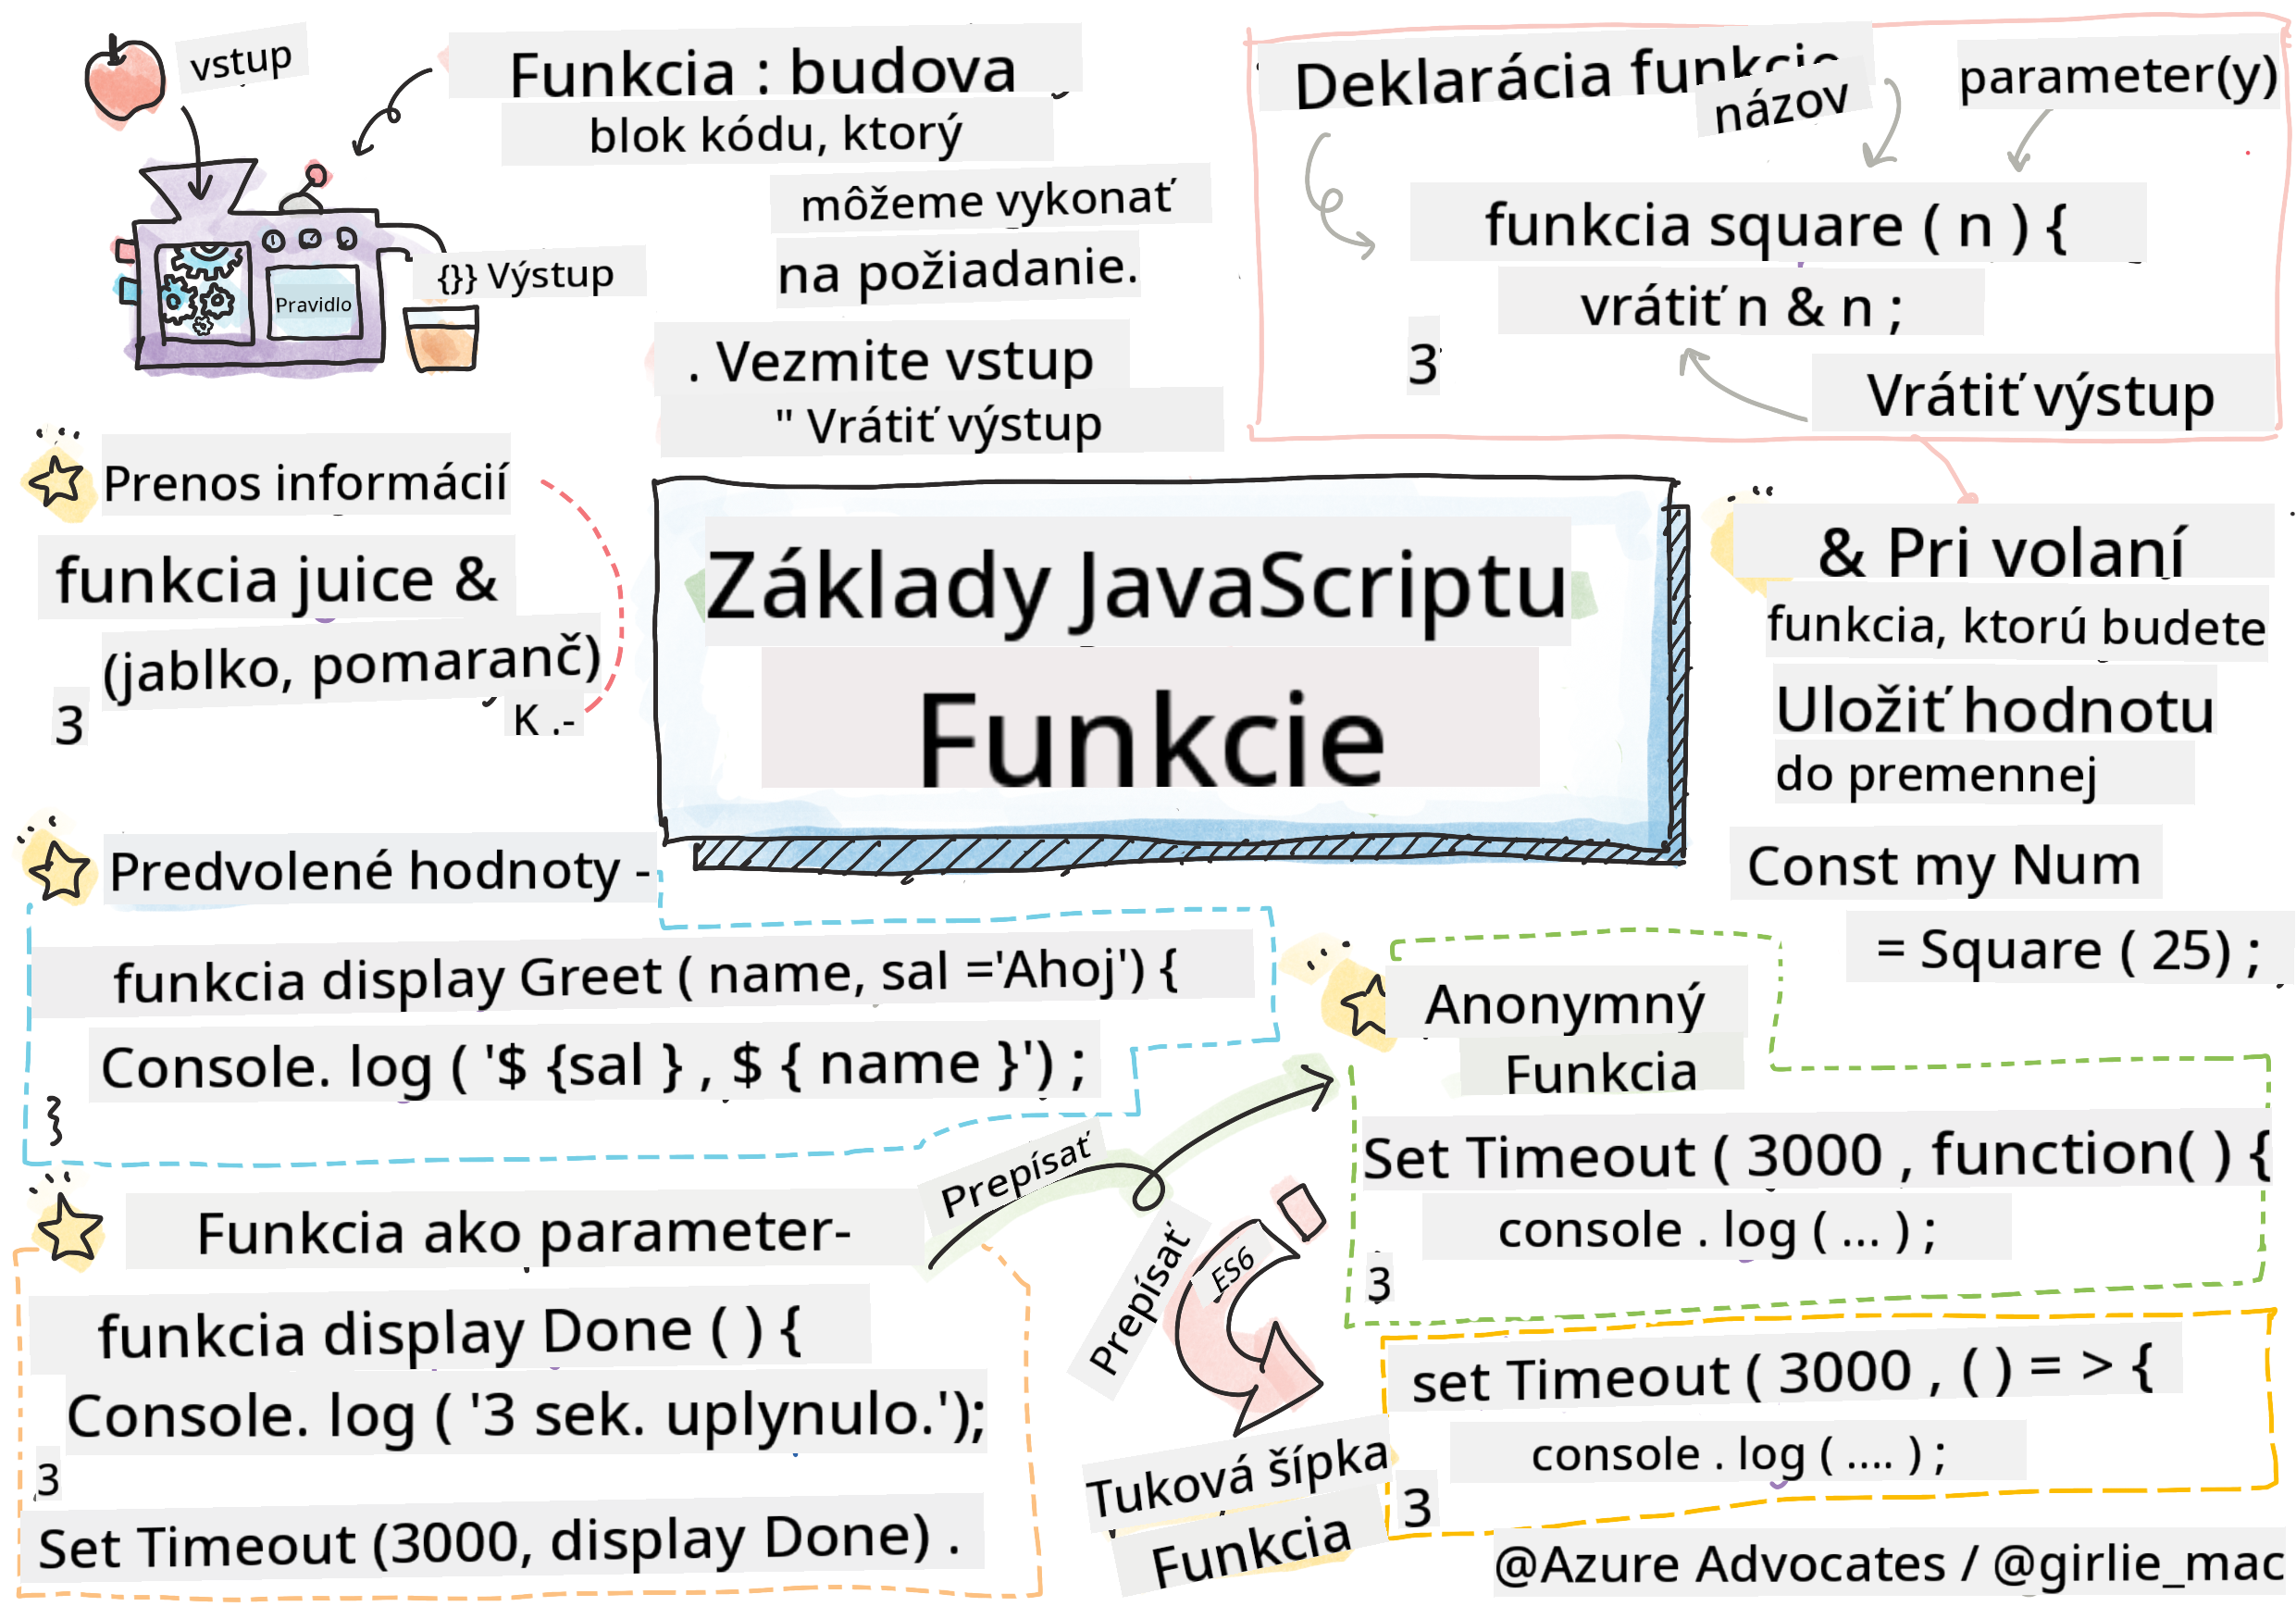 vstup
Funkcia : budova
blok kódu, ktorý
môžeme vykonať
na požiadanie.
{}} Výstup
Pravidlo
. Vezmite vstup
" Vrátiť výstup
Deklarácia funkcie
názov
parameter(y)
funkcia square ( n ) {
vrátiť n & n ;
3
Vrátiť výstup
Prenos informácií
funkcia juice &
(jablko, pomaranč)
3
K .-
Základy JavaScriptu
Funkcie
& Pri volaní
funkcia, ktorú budete
Uložiť hodnotu
do premennej
Const my Num
= Square ( 25) ;
Predvolené hodnoty -
funkcia display Greet ( name, sal ='Ahoj') {
Console. log ( '$ {sal } , $ { name }') ;
}
Funkcia ako parameter-
funkcia display Done ( ) {
Console. log ( '3 sek. uplynulo.');
3
Set Timeout (3000, display Done) .
Prepísať
Prepísať
ES6
Tuková šípka
Funkcia
Anonymný
Funkcia
Set Timeout ( 3000 , function( ) {
console . log ( ... ) ;
3
set Timeout ( 3000 , ( ) = > {
console . log ( .... ) ;
3
@Azure Advocates / @girlie_mac